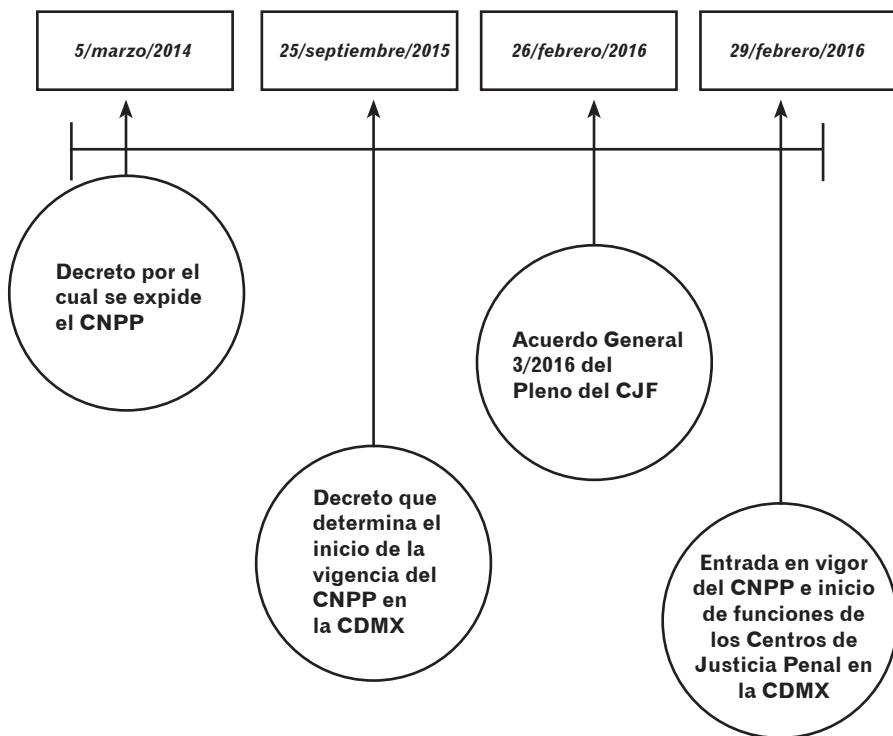 5/marzo/2014
25/septiembre/2015
26/febrero/2016
29/febrero/2016
Decreto por el
cual se expide
el CNPP
Decreto que
determina el
inicio de la
vigencia del
CNPP en
la CDMX
Acuerdo General
3/2016 del
Pleno del CJF
Entrada en vigor
del CNPP e inicio
de funciones de
los Centros de
Justicia Penal en
la CDMX